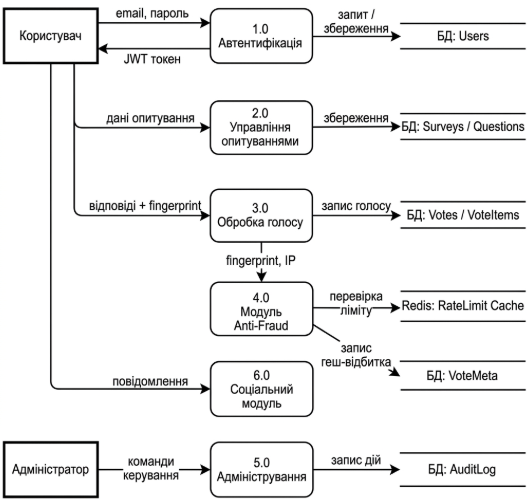 email, пароль
Користувач
1.0
Автентифікація
запит /
збереження
БД: Users
JWT токен
дані опитування
2.0
Управління
опитуваннями
збереження
БД: Surveys / Questions
відповіді + fingerprint
3.0
Обробка голосу
запис голосу
БД: Votes / VoteItems
fingerprint, IP
4.0
Модуль
Anti-Fraud
перевірка
ліміту
Redis: RateLimit Cache
запис
геш-відбитка
БД: VoteMeta
повідомлення
6.0
Соціальний
модуль
Адміністратор
команди
керування
5.0
Адміністрування
запис дій
БД: AuditLog